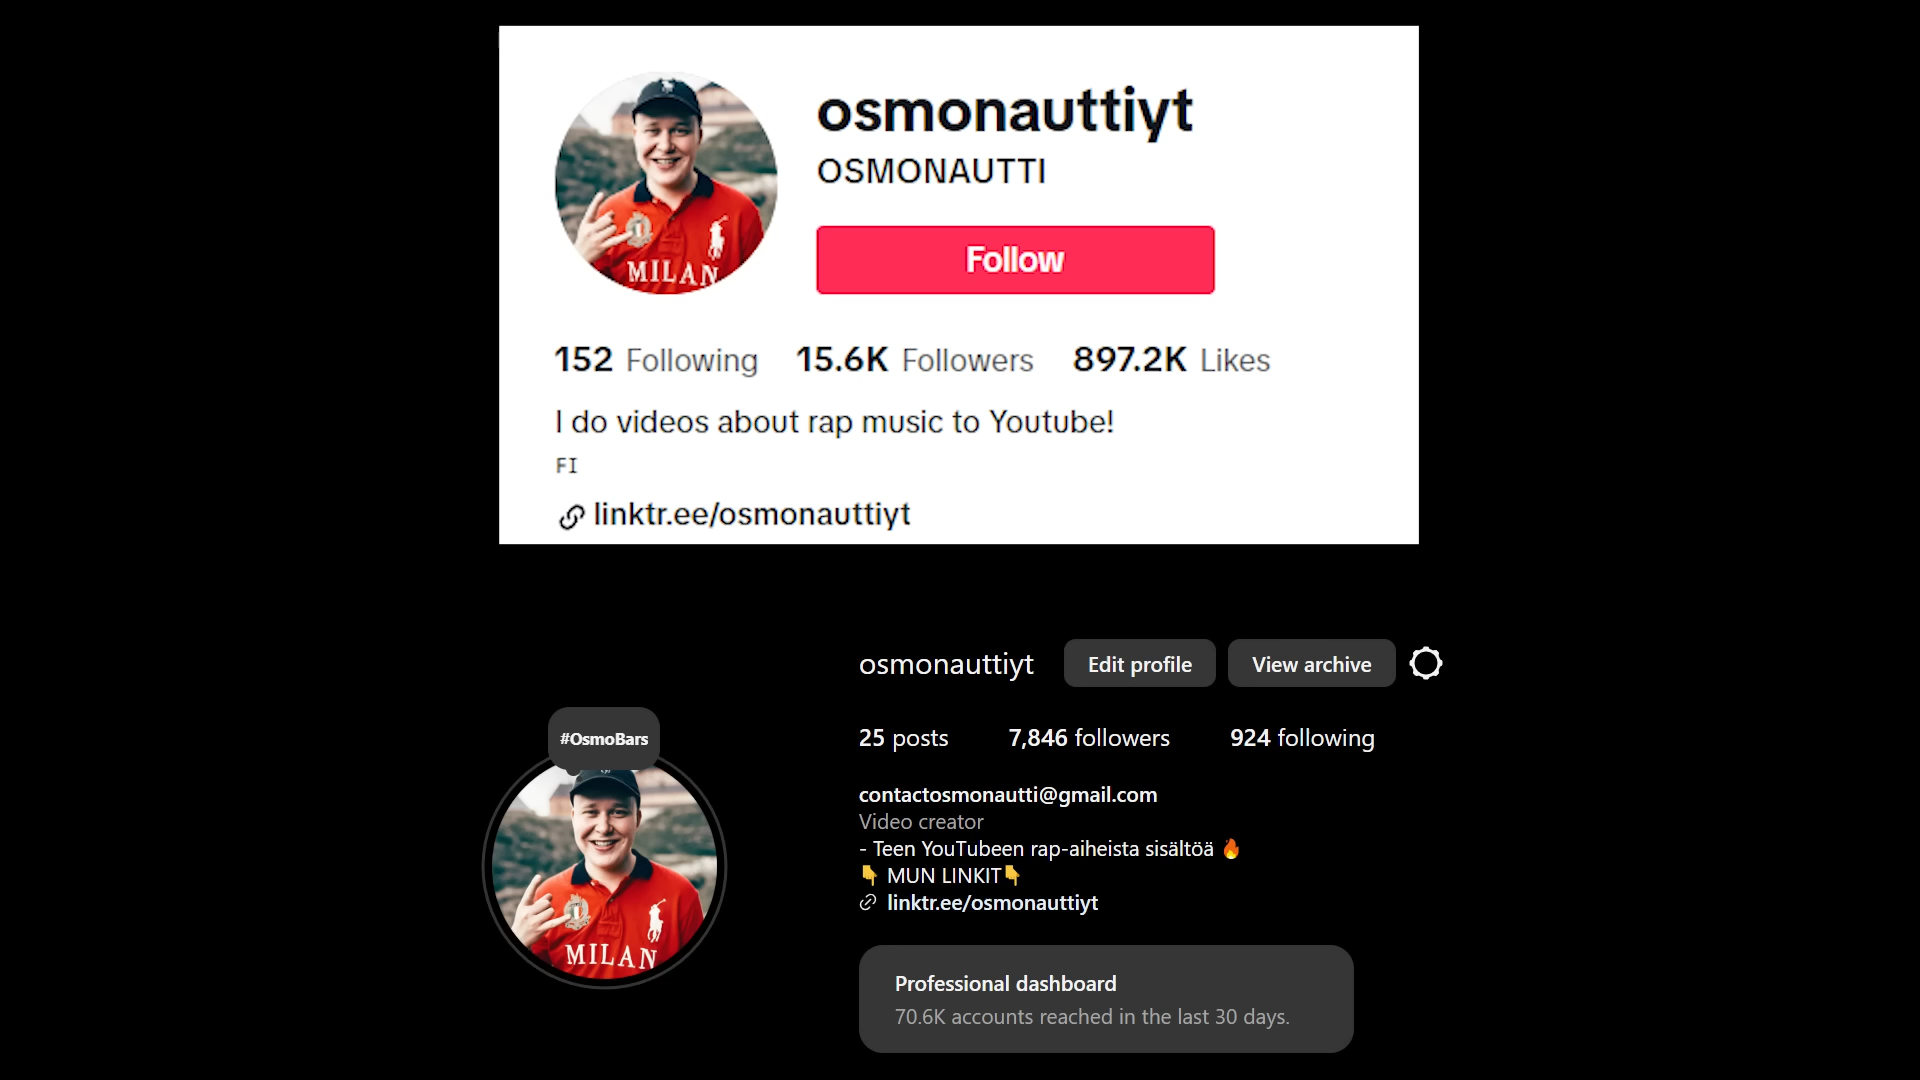 osmonauttiyt
OSMONAUTTI
Follow
152 Following 15.6K Followers 897.2K Likes
I do videos about rap music to Youtube!
FI
linktr.ee/osmonauttiyt
MILAN
osmonauttiyt Edit profile View archive
25 posts 7,846 followers 924 following
#OsmoBars
contactosmonautti@gmail.com
Video creator
- Teen YouTubeen rap-aiheista sisältöä 🔥
👇 MUN LINKIT👇
linktr.ee/osmonauttiyt
MILAN
Professional dashboard
70.6K accounts reached in the last 30 days.